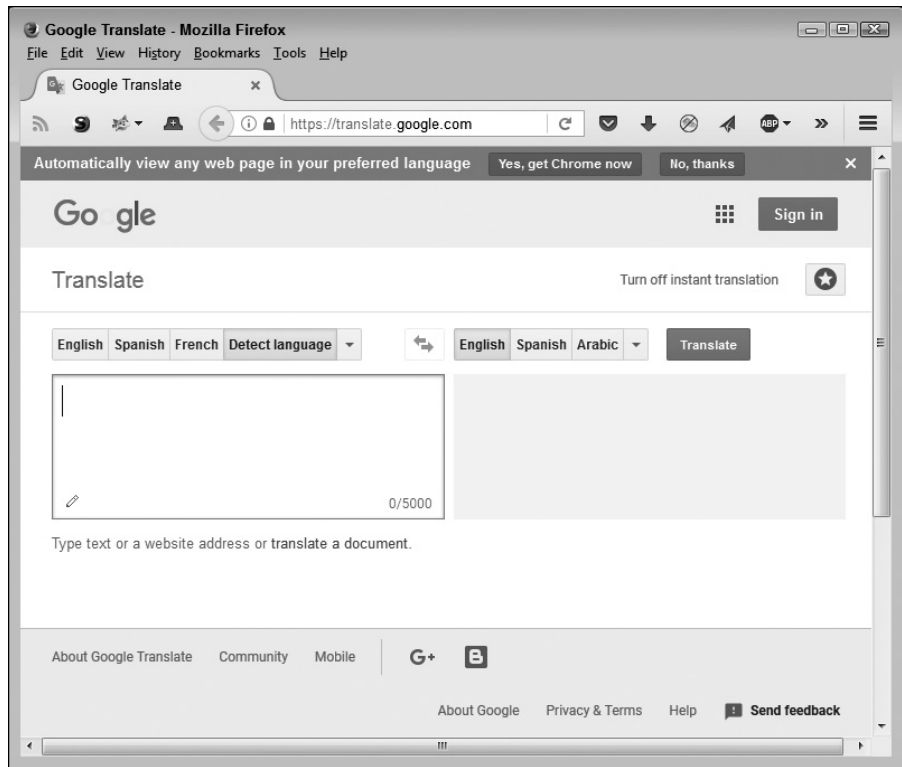 Google Translate - Mozilla Firefox
File Edit View History Bookmarks Tools Help
Google Translate
https://translate.google.com
ABP
Automatically view any web page in your preferred language Yes, get Chrome now No, thanks
Go gle Sign in
Translate Turn off instant translation
English Spanish French Detect language English Spanish Arabic Translate
0/5000
Type text or a website address or translate a document.
About Google Translate Community Mobile G+ B
About Google Privacy & Terms Help Send feedback